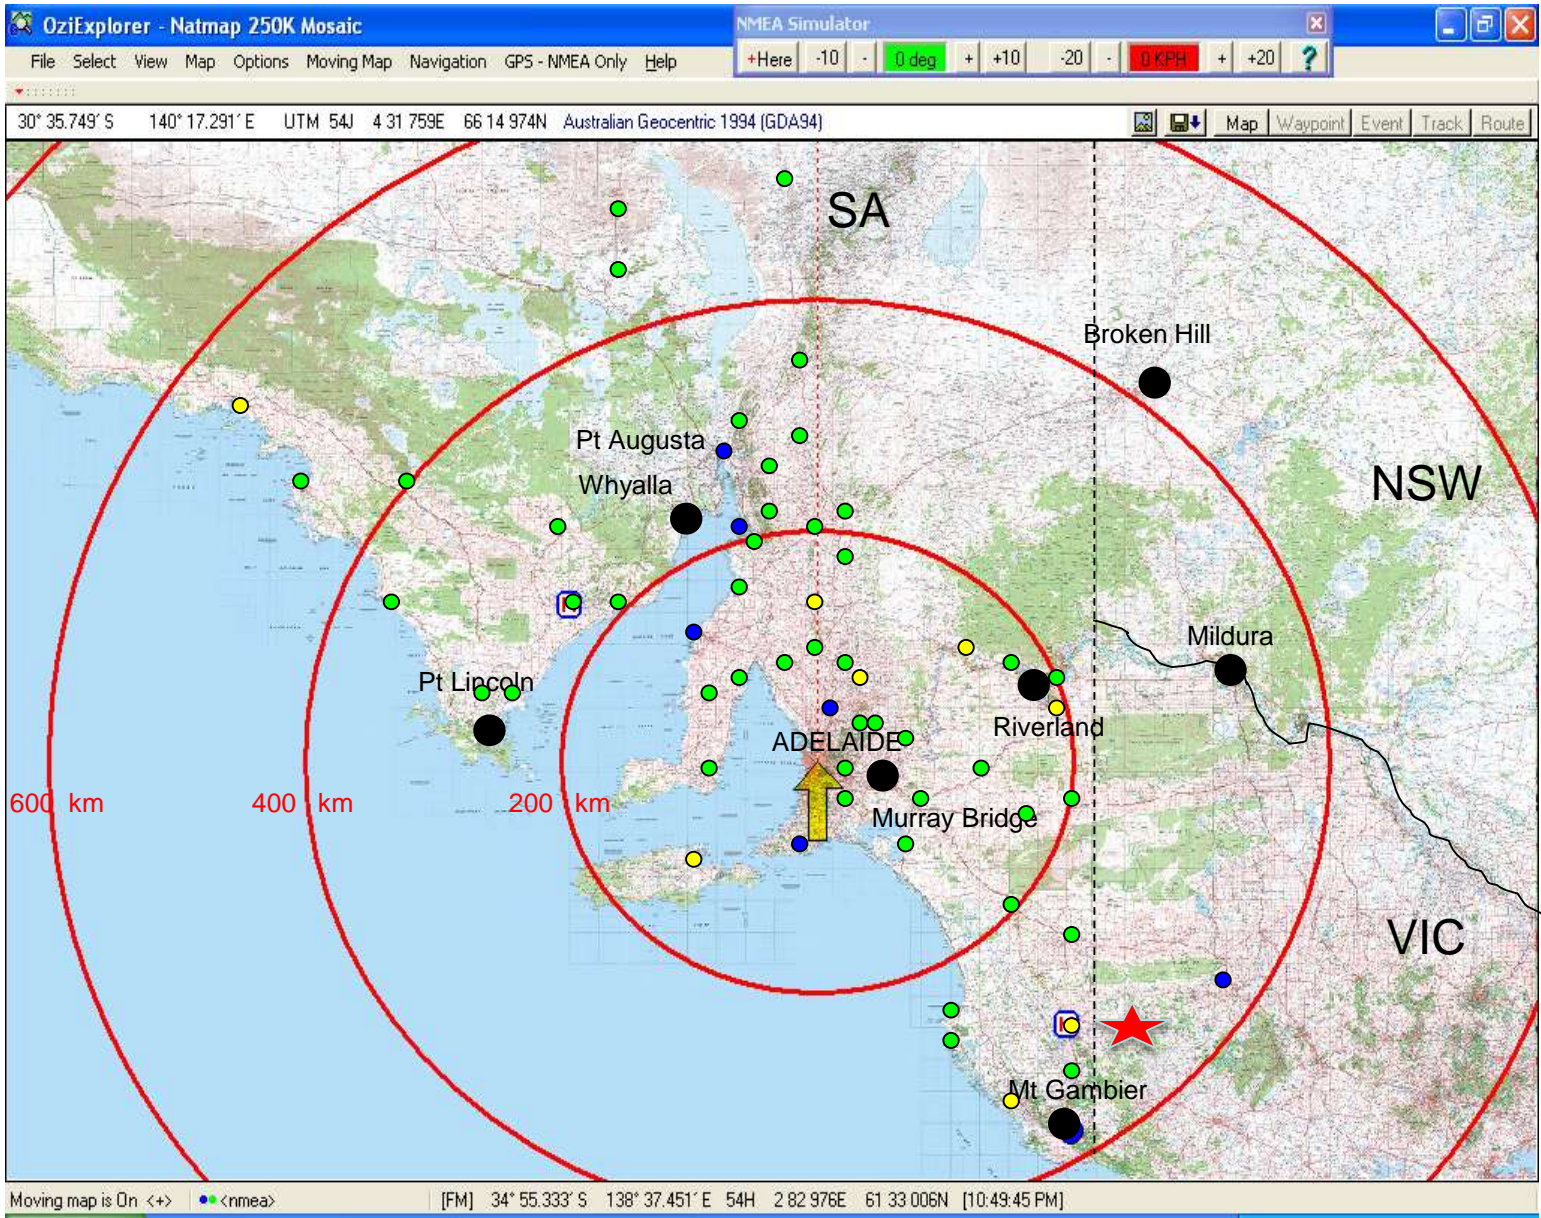 OziExplorer - Natmap 250K Mosaic
NMEA Simulator
File Select View Map Options Moving Map Navigation GPS - NMEA Only Help
+Here -10 - 0 deg + +10 -20 - 0 KPH + +20 ?
30° 35.749´ S 140° 17.291´ E UTM 54J 4 31 759E 66 14 974N Australian Geocentric 1994 (GDA94)
Map Waypoint Event Track Route
SA
Broken Hill
Pt Augusta
NSW
Whyalla
Mildura
Pt Lincoln
Riverland
ADELAIDE
600 km
400 km
200 km
Murray Bridge
VIC
Mt Gambier
Moving map is On <+> <nmea> [FM] 34° 55.333´ S 138° 37.451´ E 54H 2 82 976E 61 33 006N [10:49:45 PM]